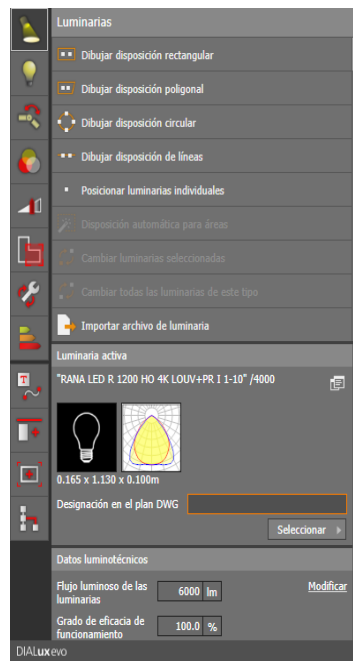 Luminarias
Dibujar disposición rectangular
Dibujar disposición poligonal
Dibujar disposición circular
Dibujar disposición de líneas
Posicionar luminarias individuales
Disposición automática para áreas
Cambiar luminarias seleccionadas
Cambiar todas las luminarias de este tipo
Importar archivo de luminaria
Luminaria activa
"RANA LED R 1200 HO 4K LOUV+PR I 1-10" /4000
0.165 x 1.130 x 0.100m
Designación en el plan DWG
Seleccionar
Datos luminotécnicos
Flujo luminoso de las
luminarias
6000 lm
Modificar
Grado de eficacia de
funcionamiento
100.0 %
T
DIALux evo